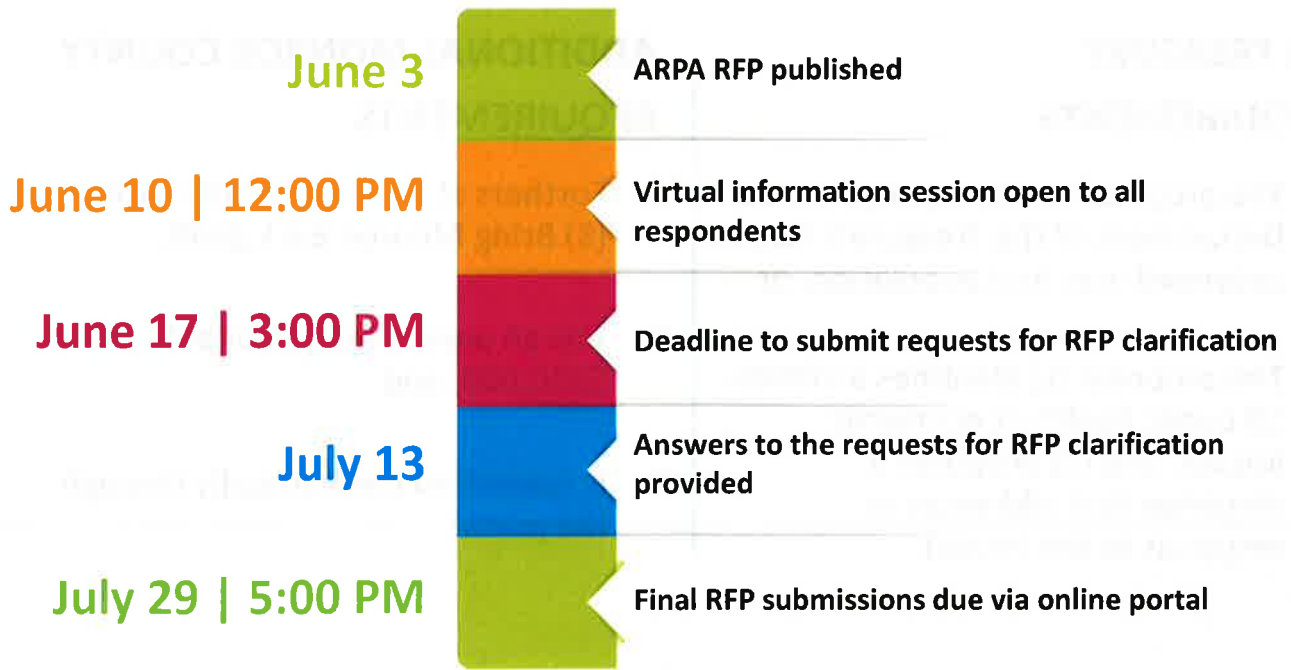 June 3
ARPA RFP published
June 10 | 12:00 PM
Virtual information session open to all
respondents
June 17 | 3:00 PM
Deadline to submit requests for RFP clarification
July 13
Answers to the requests for RFP clarification
provided
July 29 | 5:00 PM
Final RFP submissions due via online portal